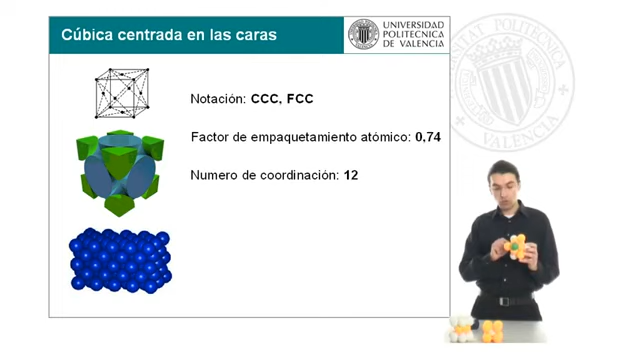 Cúbica centrada en las caras
UNIVERSIDAD
POLITECNICA
DE VALENCIA
Notación: CCC, FCC
Factor de empaquetamiento atómico: 0,74
Numero de coordinación: 12